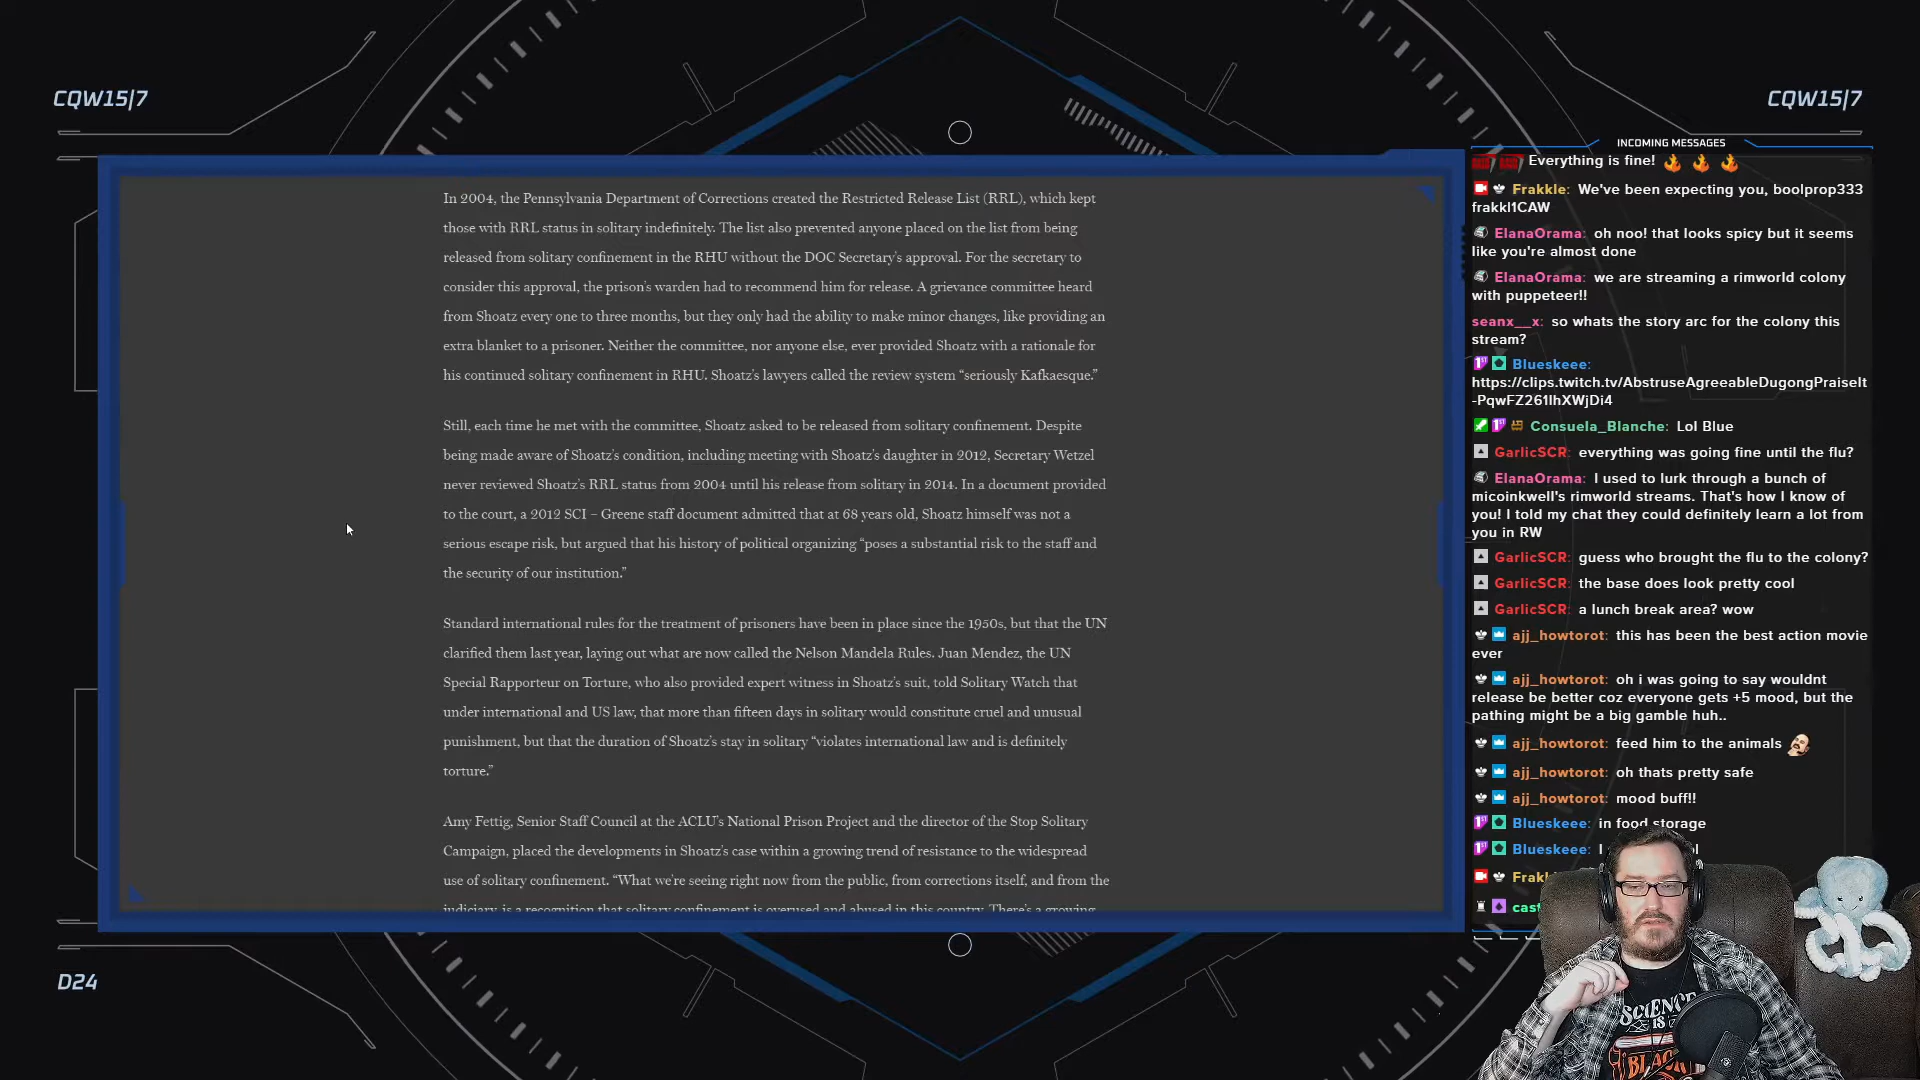 CQW15|7
CQW15|7
In 2004, the Pennsylvania Department of Corrections created the Restricted Release List (RRL), which kept
those with RRL status in solitary indefinitely. The list also prevented anyone placed on the list from being
released from solitary confinement in the RHU without the DOC Secretary's approval. For the secretary to
consider this approval, the prison's warden had to recommend him for release. A grievance committee heard
from Shoatz every one to three months, but they only had the ability to make minor changes, like providing an
extra blanket to a prisoner. Neither the committee, nor anyone else, ever provided Shoatz with a rationale for
his continued solitary confinement in RHU. Shoatz's lawyers called the review system “seriously Kafkaesque.”
Still, each time he met with the committee, Shoatz asked to be released from solitary confinement. Despite
being made aware of Shoatz's condition, including meeting with Shoatz's daughter in 2012, Secretary Wetzel
never reviewed Shoatz's RRL status from 2004 until his release from solitary in 2014. In a document provided
to the court, a 2012 SCI – Greene staff document admitted that at 68 years old, Shoatz himself was not a
serious escape risk, but argued that his history of political organizing “poses a substantial risk to the staff and
the security of our institution.”
Standard international rules for the treatment of prisoners have been in place since the 1950s, but that the UN
clarified them last year, laying out what are now called the Nelson Mandela Rules. Juan Mendez, the UN
Special Rapporteur on Torture, who also provided expert witness in Shoatz's suit, told Solitary Watch that
under international and US law, that more than fifteen days in solitary would constitute cruel and unusual
punishment, but that the duration of Shoatz's stay in solitary “violates international law and is definitely
torture.”
Amy Fettig, Senior Staff Council at the ACLU's National Prison Project and the director of the Stop Solitary
Campaign, placed the developments in Shoatz's case within a growing trend of resistance to the widespread
use of solitary confinement. “What we're seeing right now from the public, from corrections itself, and from the
judiciary, is a recognition that solitary confinement is overused and abused in this country. There's a growing
INCOMING MESSAGES
Everything is fine!
Frakkle: We've been expecting you, boolprop333
frakkl1CAW
ElanaOrama: oh noo! that looks spicy but it seems
like you're almost done
ElanaOrama: we are streaming a rimworld colony
with puppeteer!!
seanx__x: so whats the story arc for the colony this
stream?
Blueskeee:
https://clips.twitch.tv/AbstruseAgreeableDugongPraiseIt
-PqwFZ261IhXWjDi4
Consuela_Blanche: Lol Blue
GarlicSCR: everything was going fine until the flu?
ElanaOrama: I used to lurk through a bunch of
micoinkwell's rimworld streams. That's how I know of
you! I told my chat they could definitely learn a lot from
you in RW
GarlicSCR: guess who brought the flu to the colony?
GarlicSCR: the base does look pretty cool
GarlicSCR: a lunch break area? wow
ajj_howtorot: this has been the best action movie
ever
ajj_howtorot: oh i was going to say wouldnt
release be better coz everyone gets +5 mood, but the
pathing might be a big gamble huh..
ajj_howtorot: feed him to the animals
ajj_howtorot: oh thats pretty safe
ajj_howtorot: mood buff!!
Blueskeee: in food storage
Blueskeee: I
Frakk
cast
D24
SCIENCE
IS